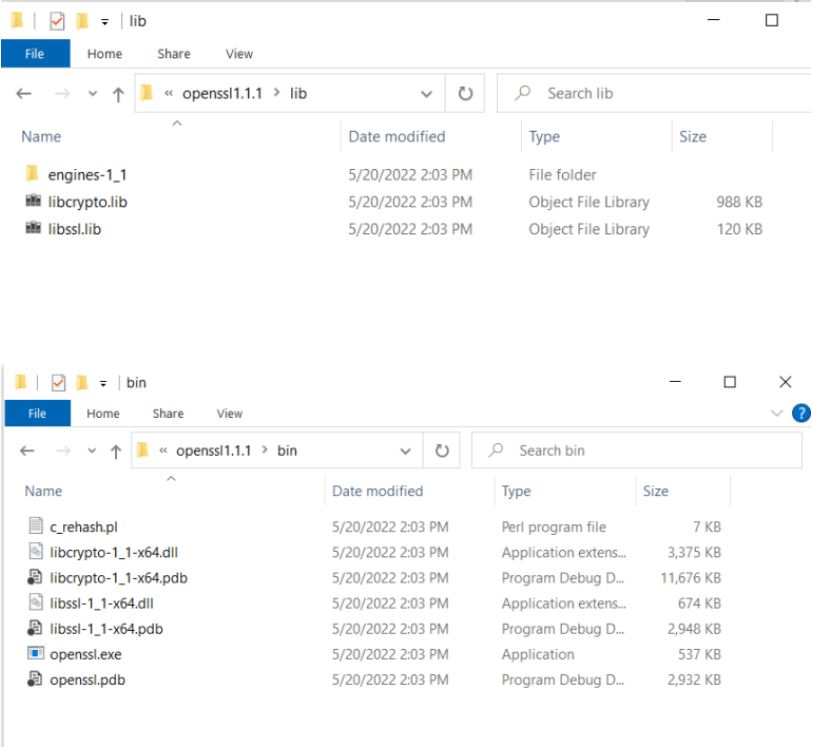 lib
File Home Share View
« openssl1.1.1 > lib Search lib
Name Date modified Type Size
engines-1_1 5/20/2022 2:03 PM File folder
libcrypto.lib 5/20/2022 2:03 PM Object File Library 988 KB
libssl.lib 5/20/2022 2:03 PM Object File Library 120 KB
bin
File Home Share View ?
« openssl1.1.1 > bin Search bin
Name Date modified Type Size
c_rehash.pl 5/20/2022 2:03 PM Perl program file 7 KB
libcrypto-1_1-x64.dll 5/20/2022 2:03 PM Application extens... 3,375 KB
libcrypto-1_1-x64.pdb 5/20/2022 2:03 PM Program Debug D... 11,676 KB
libssl-1_1-x64.dll 5/20/2022 2:03 PM Application extens... 674 KB
libssl-1_1-x64.pdb 5/20/2022 2:03 PM Program Debug D... 2,948 KB
openssl.exe 5/20/2022 2:03 PM Application 537 KB
openssl.pdb 5/20/2022 2:03 PM Program Debug D... 2,932 KB